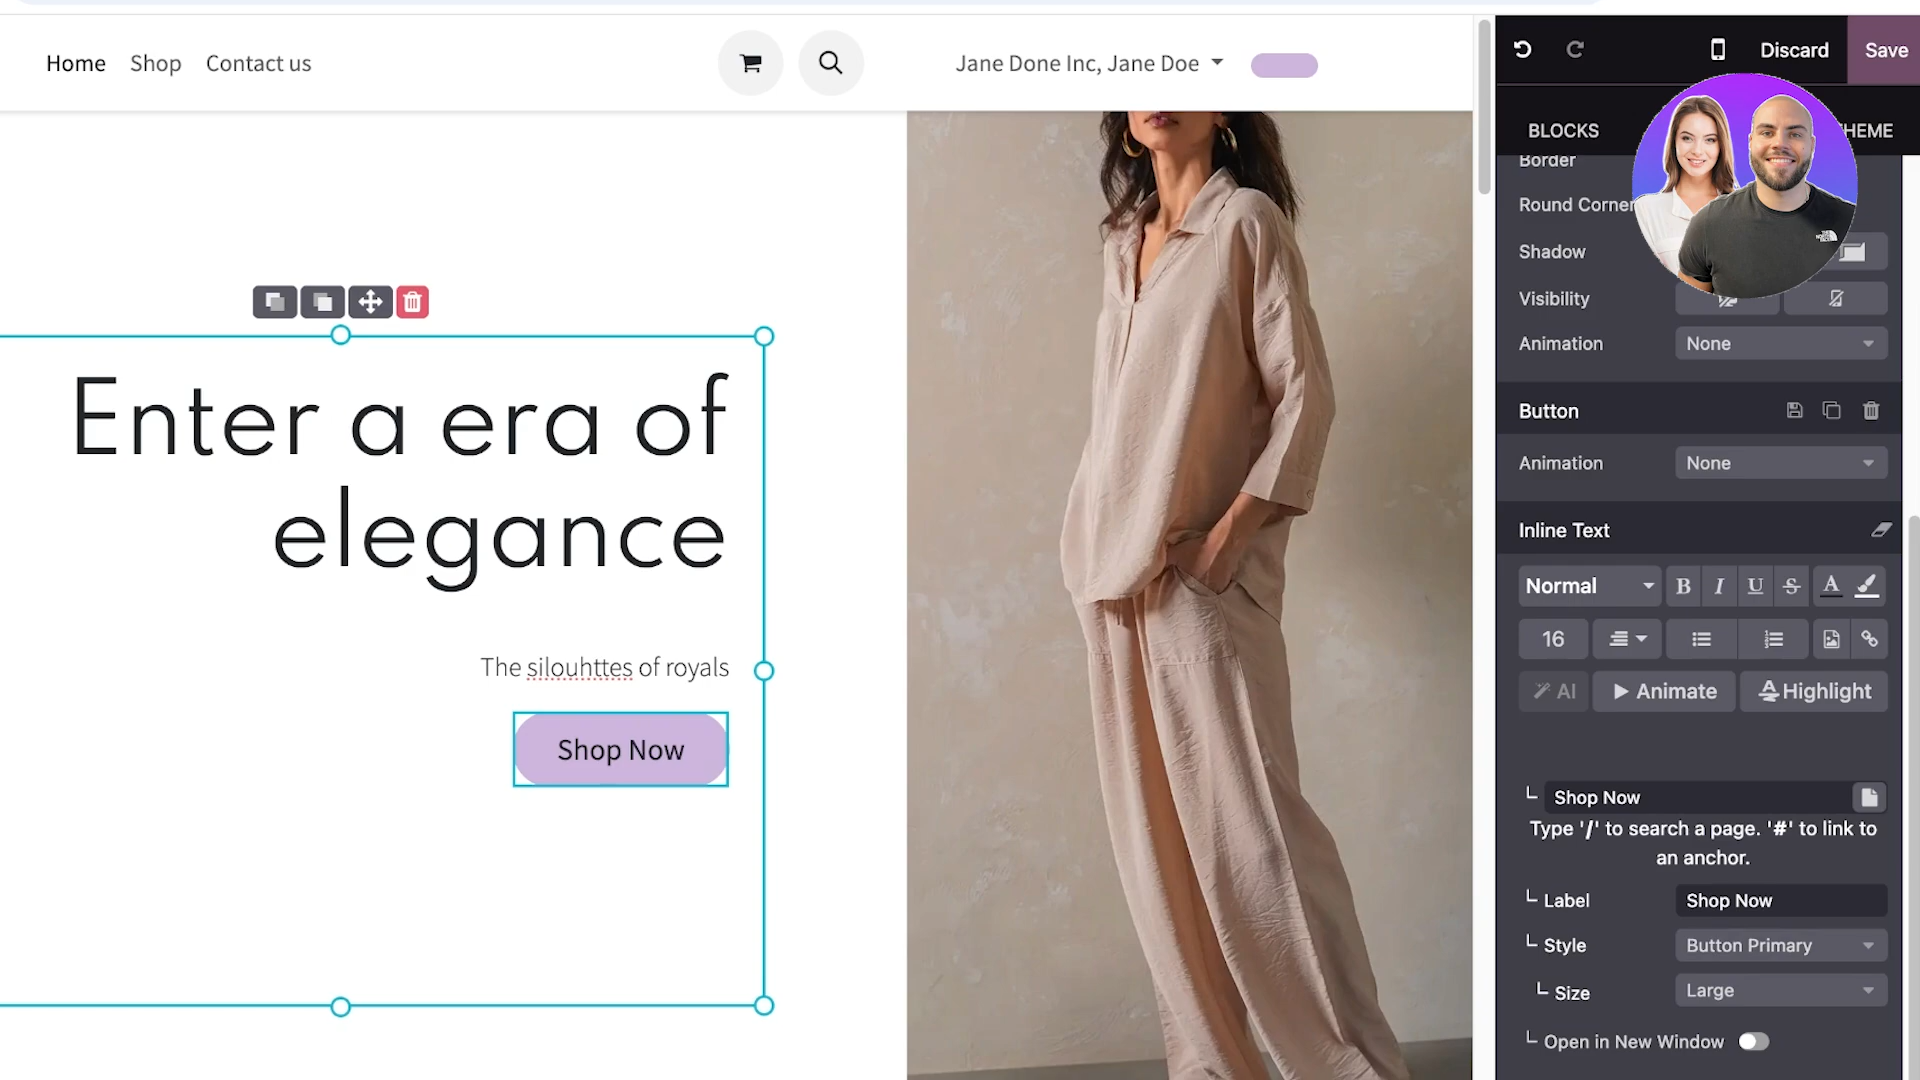 Home Shop Contact us
Jane Done Inc, Jane Doe
Discard Save
BLOCKS HEME
Border
Round Corner
Shadow
Visibility
Animation None
Button
Animation None
Inline Text
Normal B I U S A
16
AI Animate Highlight
Shop Now
Type '/' to search a page. '#' to link to
an anchor.
Label Shop Now
Style Button Primary
Size Large
Open in New Window
Enter a era of
elegance
The silouhttes of royals
Shop Now